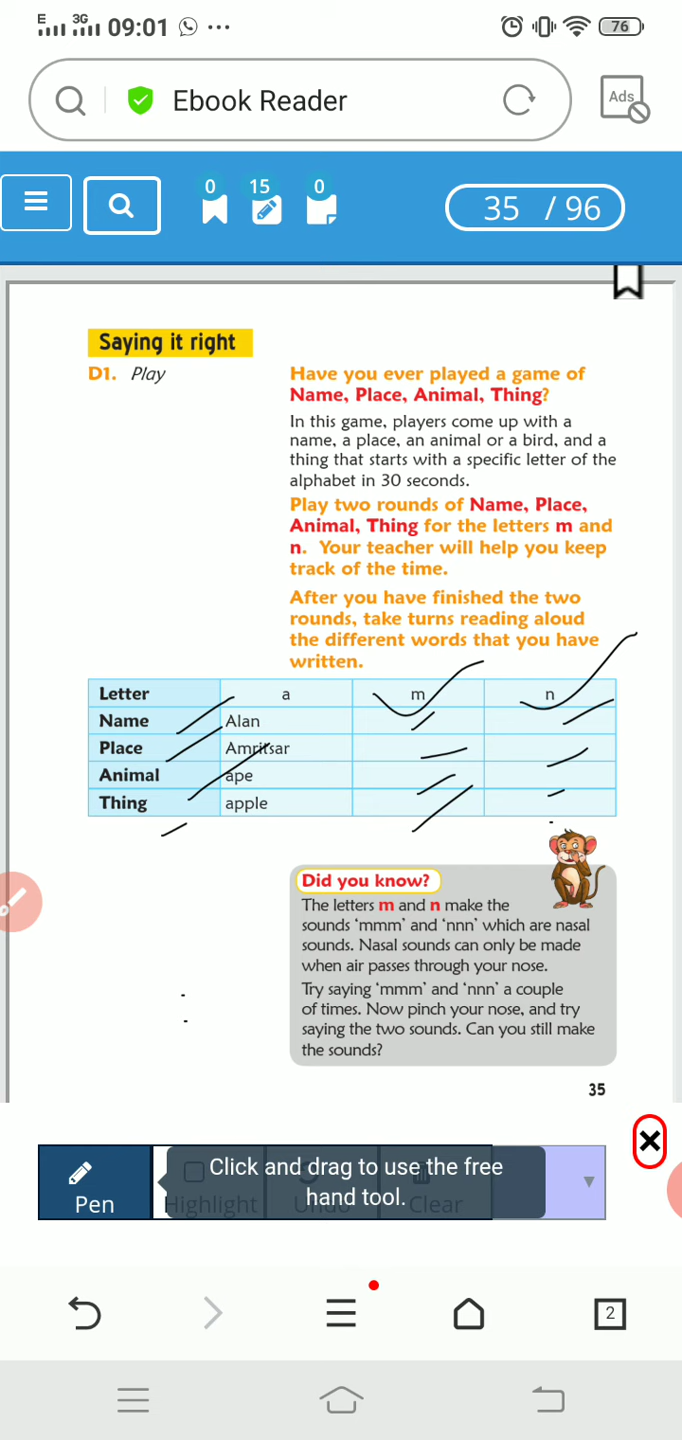 E 3G 09:01 ... 76
Ebook Reader Ads
0 15 0 35 / 96
Saying it right
D1. Play
Have you ever played a game of
Name, Place, Animal, Thing?
In this game, players come up with a
name, a place, an animal or a bird, and a
thing that starts with a specific letter of the
alphabet in 30 seconds.
Play two rounds of Name, Place,
Animal, Thing for the letters m and
n. Your teacher will help you keep
track of the time.
After you have finished the two
rounds, take turns reading aloud
the different words that you have
written.
Letter a m n
Name Alan
Place Amritsar
Animal ape
Thing apple
Did you know?
The letters m and n make the
sounds ‘mmm’ and ‘nnn’ which are nasal
sounds. Nasal sounds can only be made
when air passes through your nose.
Try saying ‘mmm’ and ‘nnn’ a couple
of times. Now pinch your nose, and try
saying the two sounds. Can you still make
the sounds?
35
Click and drag to use the free
hand tool.
Pen Highlight Undo Clear
2